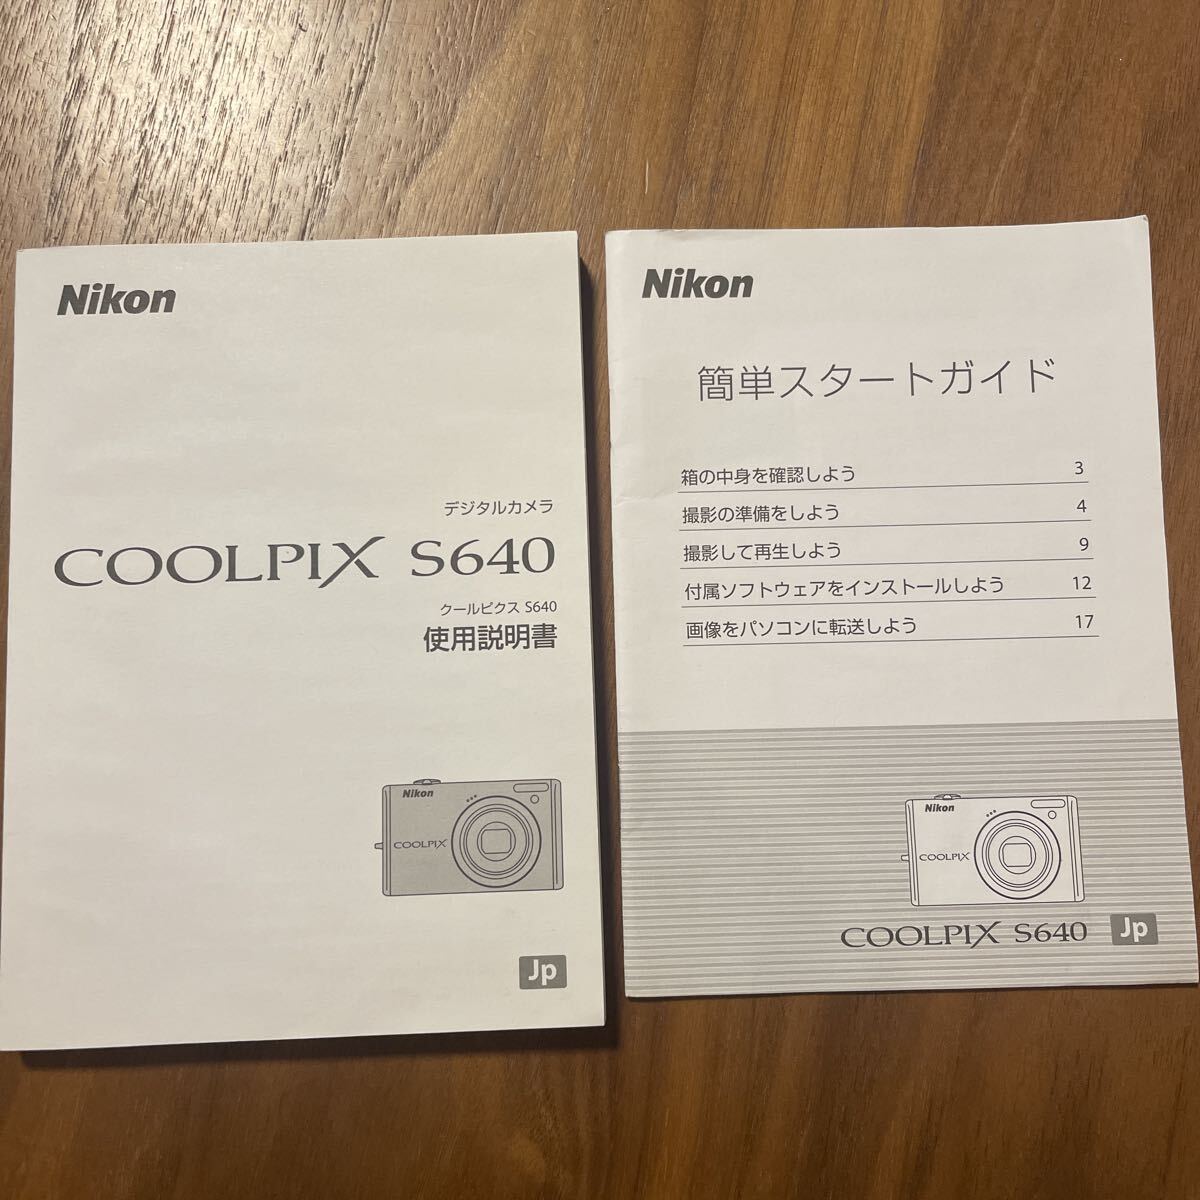 Nikon
デジタルカメラ
COOLPIX S640
クールピクス S640
使用説明書
Nikon
COOLPIX
Jp
Nikon
簡単スタートガイド
箱の中身を確認しよう 3
撮影の準備をしよう 4
撮影して再生しよう 9
付属ソフトウェアをインストールしよう 12
画像をパソコンに転送しよう 17
Nikon
COOLPIX
COOLPIX S640 Jp